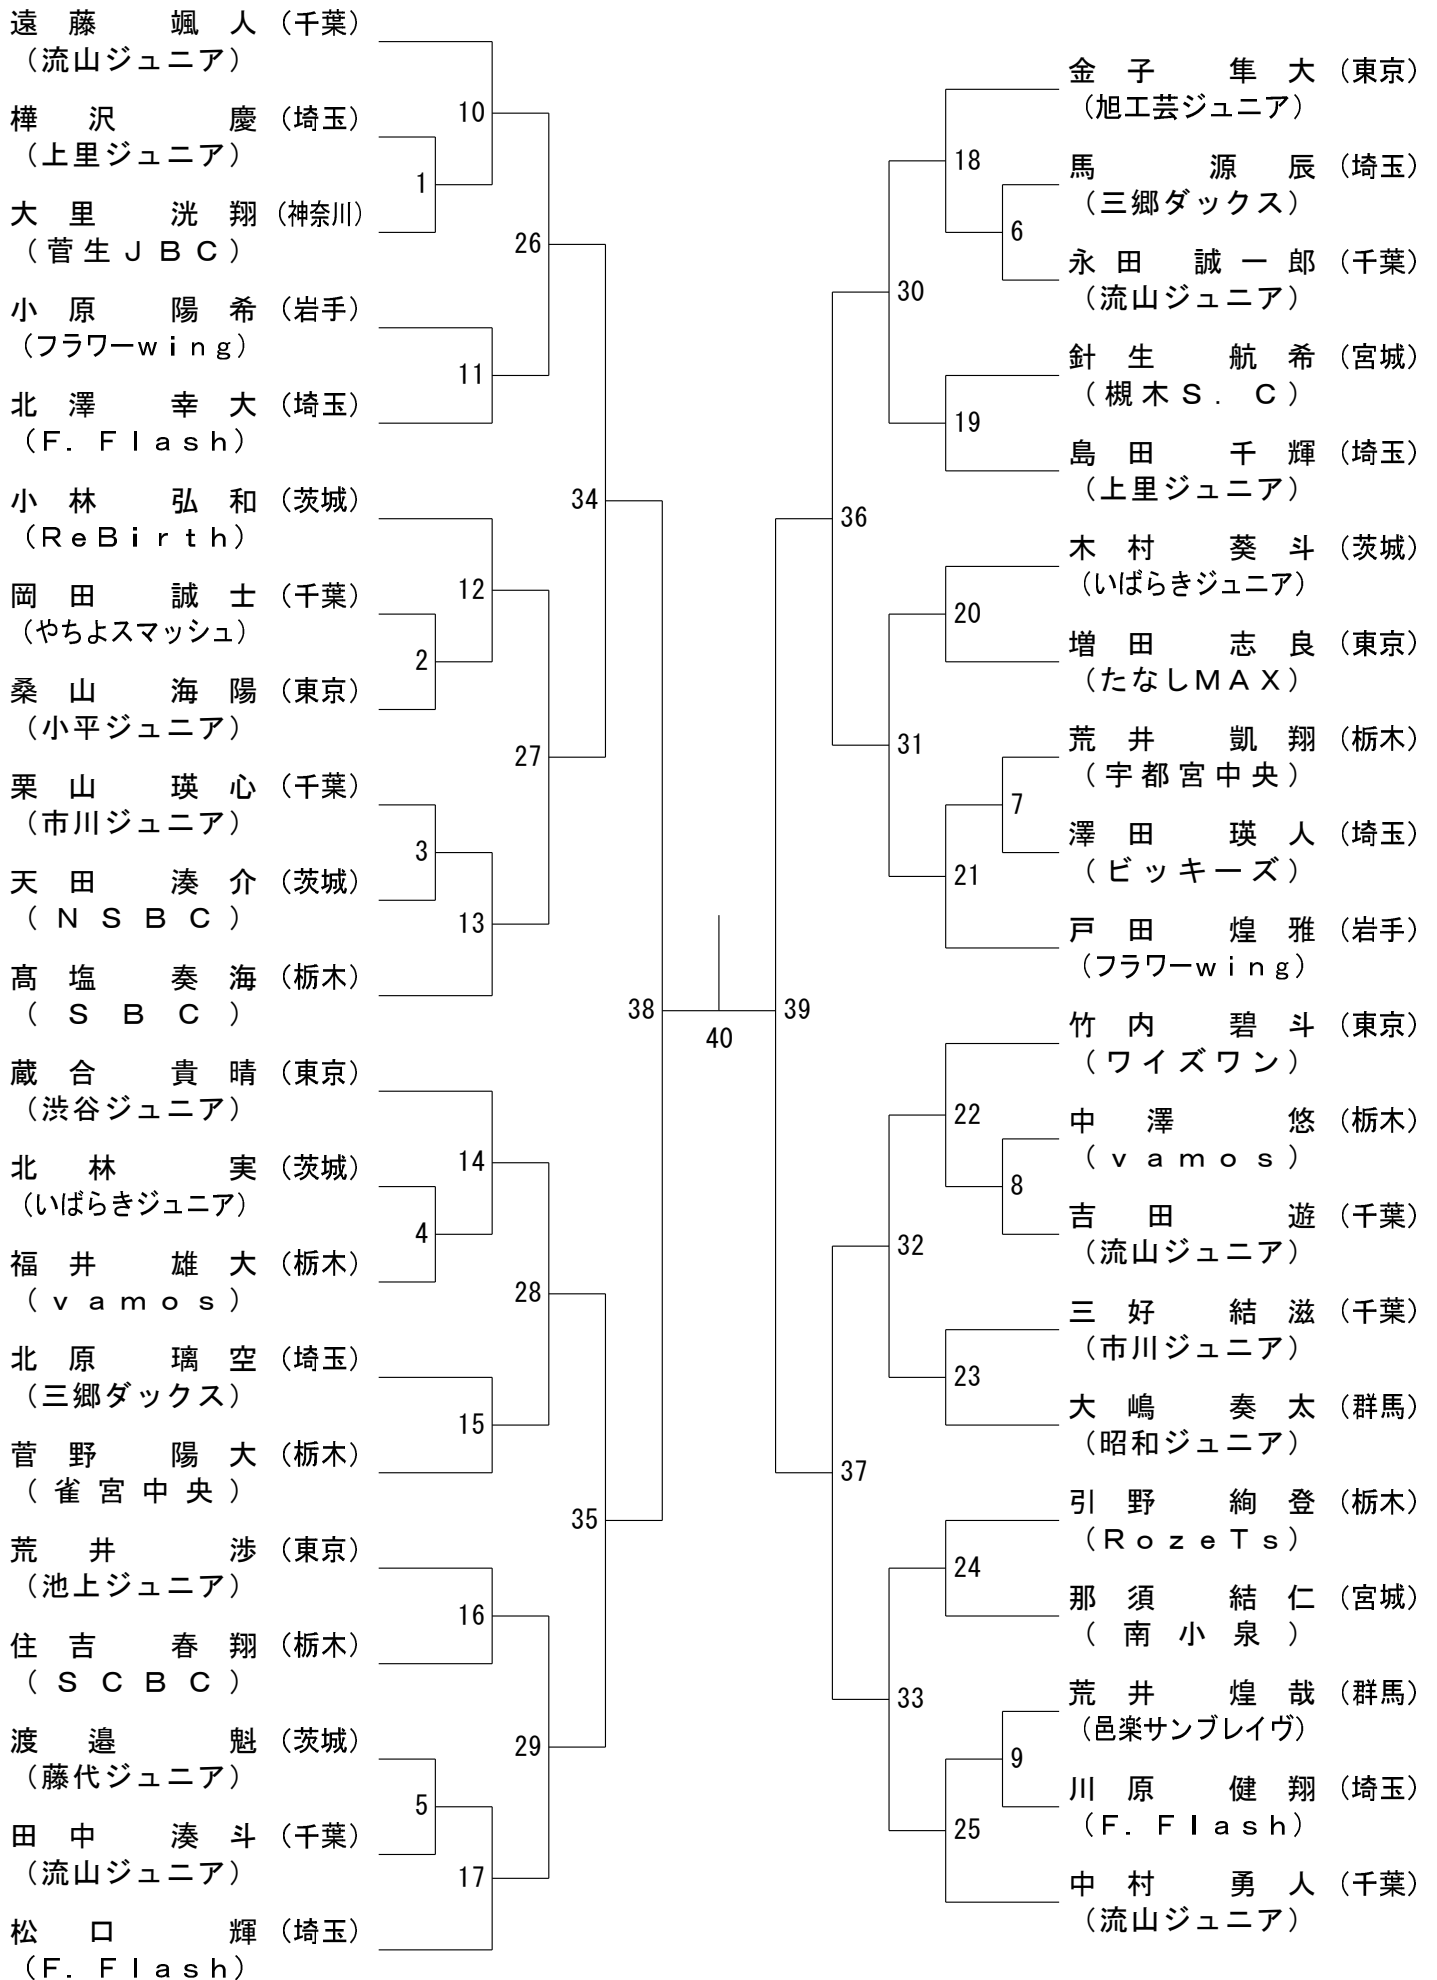 遠藤 颯人（千葉）
（流山ジュニア）
樺沢 慶（埼玉）
（上里ジュニア）
大里 洸翔（神奈川）
（菅生ＪＢＣ）
小原 陽希（岩手）
（フラワーｗｉｎｇ）
北澤 幸大（埼玉）
（Ｆ．Ｆｌａｓｈ）
小林 弘和（茨城）
（ＲｅＢｉｒｔｈ）
岡田 誠士（千葉）
（やちよスマッシュ）
桑山 海陽（東京）
（小平ジュニア）
栗山 瑛心（千葉）
（市川ジュニア）
天田 湊介（茨城）
（ＮＳＢＣ）
髙塩 奏海（栃木）
（ＳＢＣ）
蔵合 貴晴（東京）
（渋谷ジュニア）
北林 実（茨城）
（いばらきジュニア）
福井 雄大（栃木）
（ｖａｍｏｓ）
北原 璃空（埼玉）
（三郷ダックス）
菅野 陽大（栃木）
（雀宮中央）
荒井 渉（東京）
（池上ジュニア）
住吉 春翔（栃木）
（ＳＣＢＣ）
渡邉 魁（茨城）
（藤代ジュニア）
田中 湊斗（千葉）
（流山ジュニア）
松口 輝（埼玉）
（Ｆ．Ｆｌａｓｈ）
1
2
3
4
5
10
11
12
13
14
15
16
17
26
27
28
29
34
35
38
40
39
36
37
30
31
32
33
18
19
20
21
22
23
24
25
6
7
8
9
金子 隼大（東京）
（旭工芸ジュニア）
馬 源辰（埼玉）
（三郷ダックス）
永田 誠一郎（千葉）
（流山ジュニア）
針生 航希（宮城）
（槻木Ｓ．Ｃ）
島田 千輝（埼玉）
（上里ジュニア）
木村 葵斗（茨城）
（いばらきジュニア）
増田 志良（東京）
（たなしＭＡＸ）
荒井 凱翔（栃木）
（宇都宮中央）
澤田 瑛人（埼玉）
（ビッキーズ）
戸田 煌雅（岩手）
（フラワーｗｉｎｇ）
竹内 碧斗（東京）
（ワイズワン）
中澤 悠（栃木）
（ｖａｍｏｓ）
吉田 遊（千葉）
（流山ジュニア）
三好 結滋（千葉）
（市川ジュニア）
大嶋 奏太（群馬）
（昭和ジュニア）
引野 絢登（栃木）
（ＲｏｚｅＴｓ）
那須 結仁（宮城）
（南小泉）
荒井 煌哉（群馬）
（邑楽サンブレイヴ）
川原 健翔（埼玉）
（Ｆ．Ｆｌａｓｈ）
中村 勇人（千葉）
（流山ジュニア）